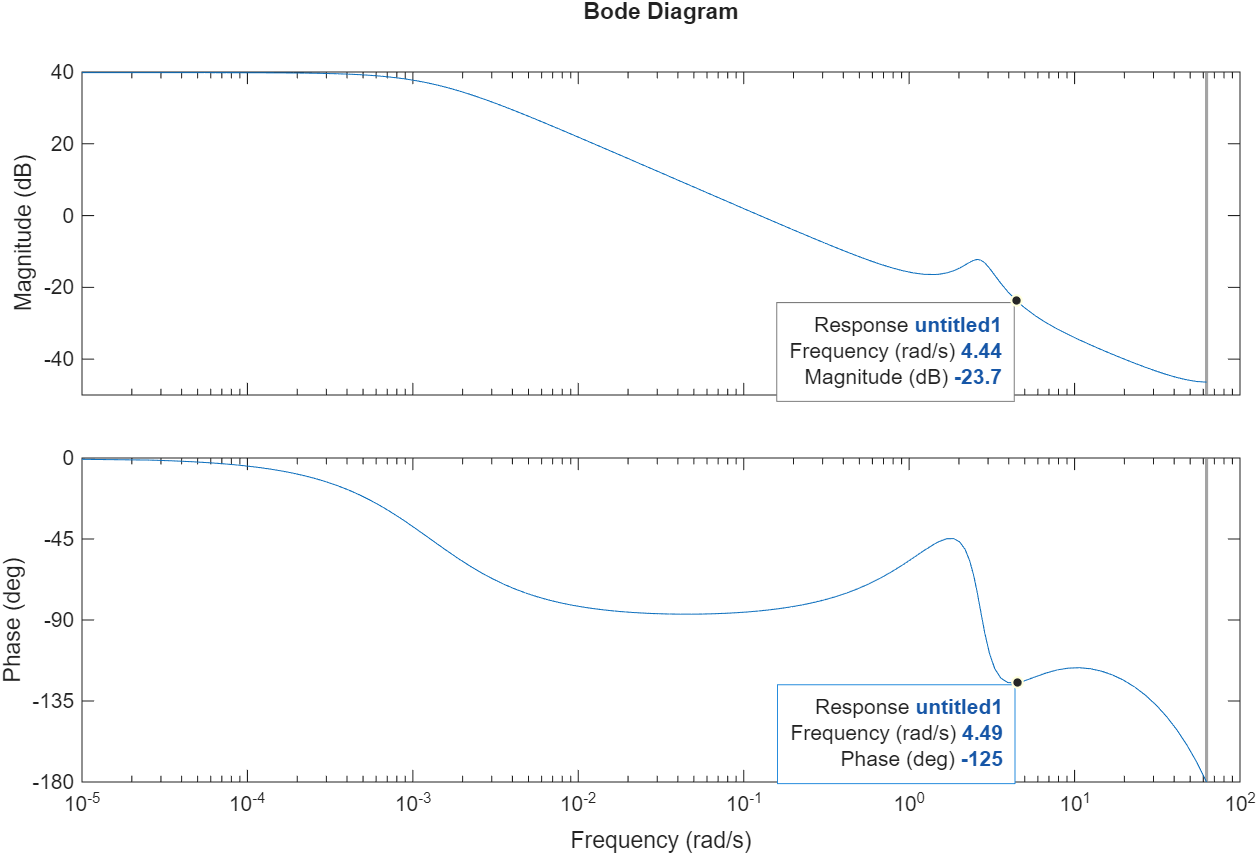 Bode Diagram
Magnitude (dB)
40
20
0
-20
-40
Response untitled1
Frequency (rad/s) 4.44
Magnitude (dB) -23.7
Phase (deg)
0
-45
-90
-135
-180
Response untitled1
Frequency (rad/s) 4.49
Phase (deg) -125
10⁻⁵ 10⁻⁴ 10⁻³ 10⁻² 10⁻¹ 10⁰ 10¹ 10²
Frequency (rad/s)